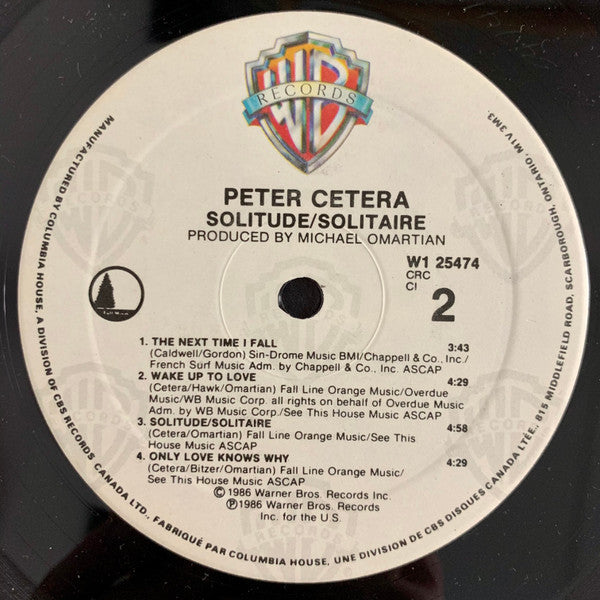 WB
RECORDS
PETER CETERA
SOLITUDE/SOLITAIRE
PRODUCED BY MICHAEL OMARTIAN
W1 25474
CRC
CI
2
Full Moon
1. THE NEXT TIME I FALL 3:43
(Caldwell/Gordon) Sin-Drome Music BMI/Chappell & Co., Inc./
French Surf Music Adm. by Chappell & Co., Inc. ASCAP
2. WAKE UP TO LOVE 4:29
(Cetera/Hawk/Omartian) Fall Line Orange Music/Overdue
Music/WB Music Corp. all rights on behalf of Overdue Music
Adm. by WB Music Corp./See This House Music ASCAP
3. SOLITUDE/SOLITAIRE 4:58
(Cetera/Omartian) Fall Line Orange Music/See This
House Music ASCAP
4. ONLY LOVE KNOWS WHY 4:29
(Cetera/Bitzer/Omartian) Fall Line Orange Music/
See This House Music ASCAP
Ⓒ1986 Warner Bros. Records Inc.
Ⓟ1986 Warner Bros. Records
Inc. for the U.S.
MANUFACTURED BY COLUMBIA HOUSE, A DIVISION OF CBS RECORDS CANADA LTD., FABRIQUÉ PAR COLUMBIA HOUSE, UNE DIVISION DE CBS DISQUES CANADA LTÉE., 815 MIDDLEFIELD ROAD, SCARBOROUGH, ONTARIO, M1V 3M3.